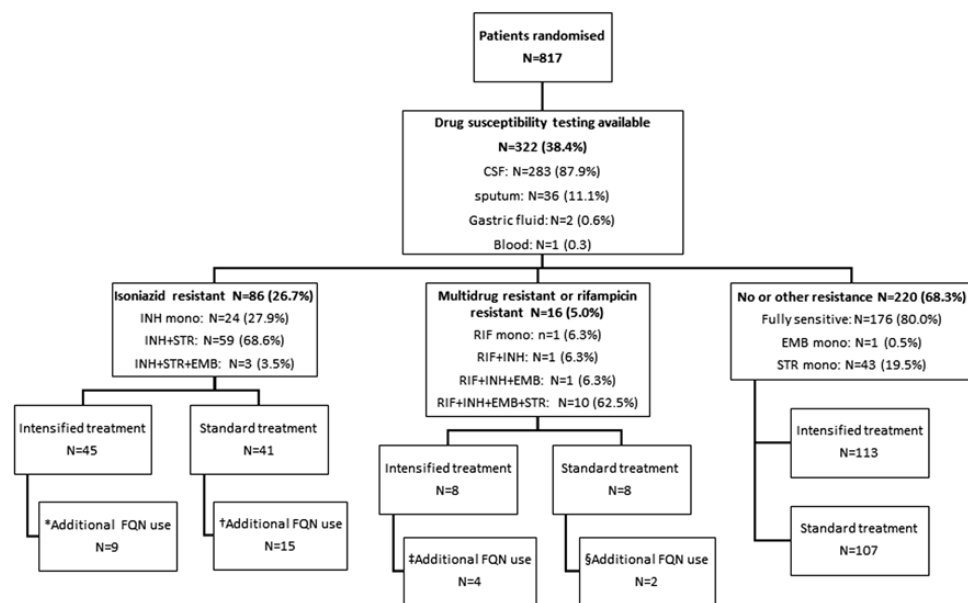 Patients randomised
N=817
Drug susceptibility testing available
N=322 (38.4%)
CSF: N=283 (87.9%)
sputum: N=36 (11.1%)
Gastric fluid: N=2 (0.6%)
Blood: N=1 (0.3)
Isoniazid resistant N=86 (26.7%)
INH mono: N=24 (27.9%)
INH+STR: N=59 (68.6%)
INH+STR+EMB: N=3 (3.5%)
Intensified treatment
N=45
Standard treatment
N=41
*Additional FQN use
N=9
†Additional FQN use
N=15
Multidrug resistant or rifampicin
resistant N=16 (5.0%)
RIF mono: n=1 (6.3%)
RIF+INH: N=1 (6.3%)
RIF+INH+EMB: N=1 (6.3%)
RIF+INH+EMB+STR: N=10 (62.5%)
Intensified treatment
N=8
Standard treatment
N=8
‡Additional FQN use
N=4
§Additional FQN use
N=2
No or other resistance N=220 (68.3%)
Fully sensitive: N=176 (80.0%)
EMB mono: N=1 (0.5%)
STR mono: N=43 (19.5%)
Intensified treatment
N=113
Standard treatment
N=107